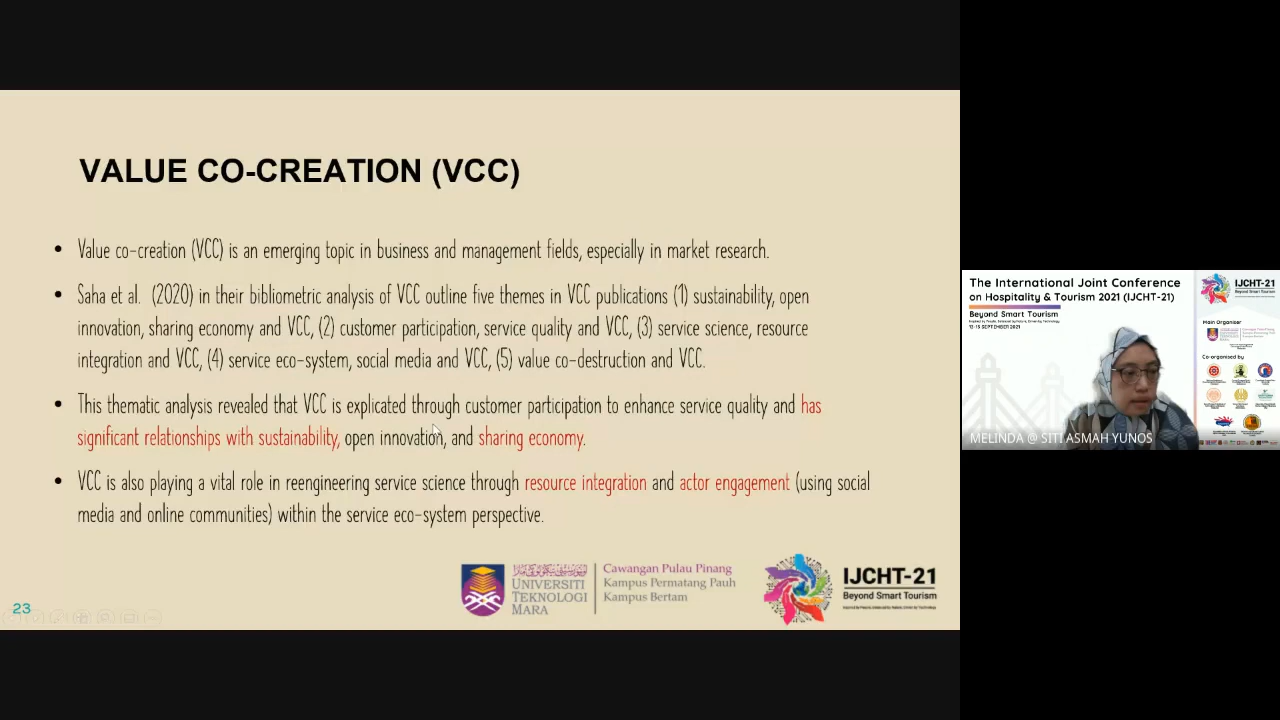 VALUE CO-CREATION (VCC)
• Value co-creation (VCC) is an emerging topic in business and management fields, especially in market research.
• Saha et al. (2020) in their bibliometric analysis of VCC outline five themes in VCC publications (1) sustainability, open
innovation, sharing economy and VCC, (2) customer participation, service quality and VCC, (3) service science, resource
integration and VCC, (4) service eco-system, social media and VCC, (5) value co-destruction and VCC.
• This thematic analysis revealed that VCC is explicated through customer participation to enhance service quality and has
significant relationships with sustainability, open innovation, and sharing economy.
• VCC is also playing a vital role in reengineering service science through resource integration and actor engagement (using social
media and online communities) within the service eco-system perspective.
UNIVERSITI
TEKNOLOGI
MARA
Cawangan Pulau Pinang
Kampus Permatang Pauh
Kampus Bertam
IJCHT-21
Beyond Smart Tourism
23
The International Joint Conference
on Hospitality & Tourism 2021 (IJCHT-21)
Beyond Smart Tourism
IJCHT-21
Beyond Smart Tourism
Main Organiser
Co-organised by
MELINDA @ SITI ASMAH YUNOS